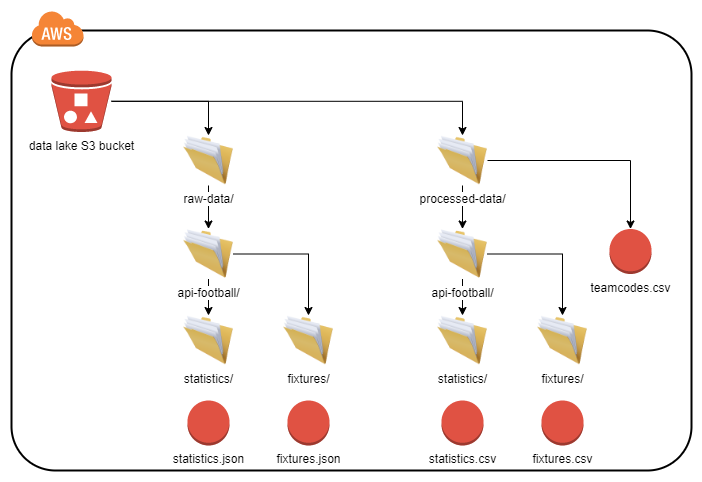 AWS
data lake S3 bucket
raw-data/
processed-data/
api-football/
api-football/
teamcodes.csv
statistics/
fixtures/
statistics/
fixtures/
statistics.json
fixtures.json
statistics.csv
fixtures.csv